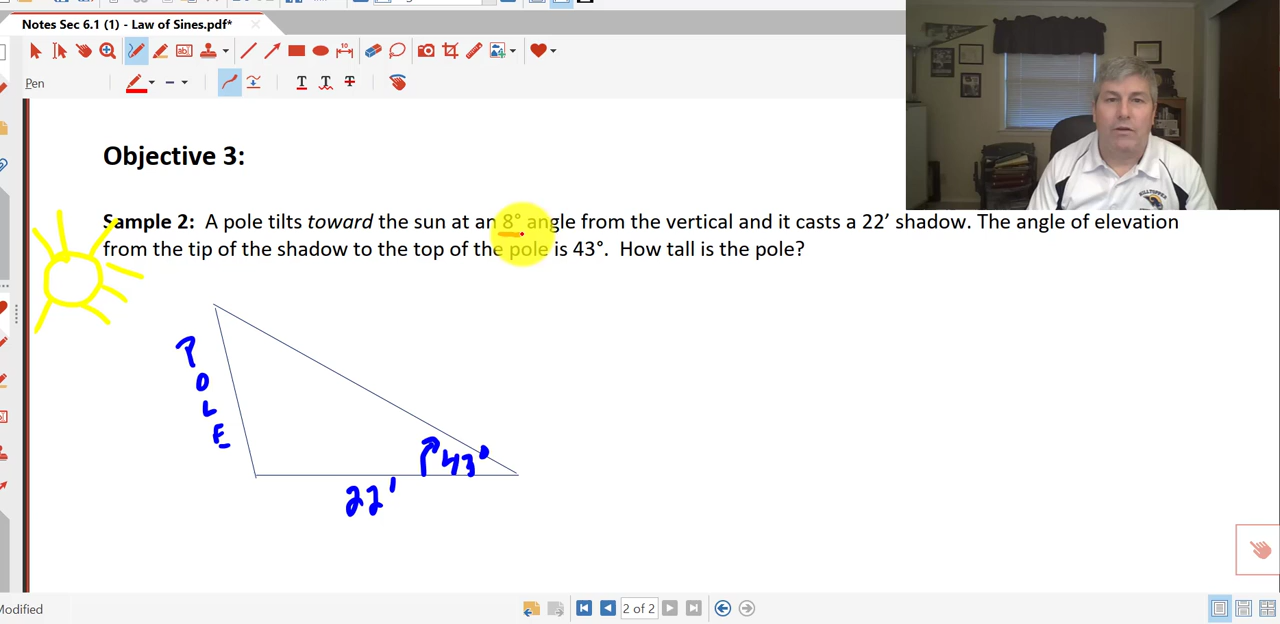 Notes Sec 6.1 (1) - Law of Sines.pdf*
Pen
Objective 3:
Sample 2: A pole tilts toward the sun at an 8° angle from the vertical and it casts a 22’ shadow. The angle of elevation
from the tip of the shadow to the top of the pole is 43°. How tall is the pole?
POLE
43°
22'
Modified
2 of 2